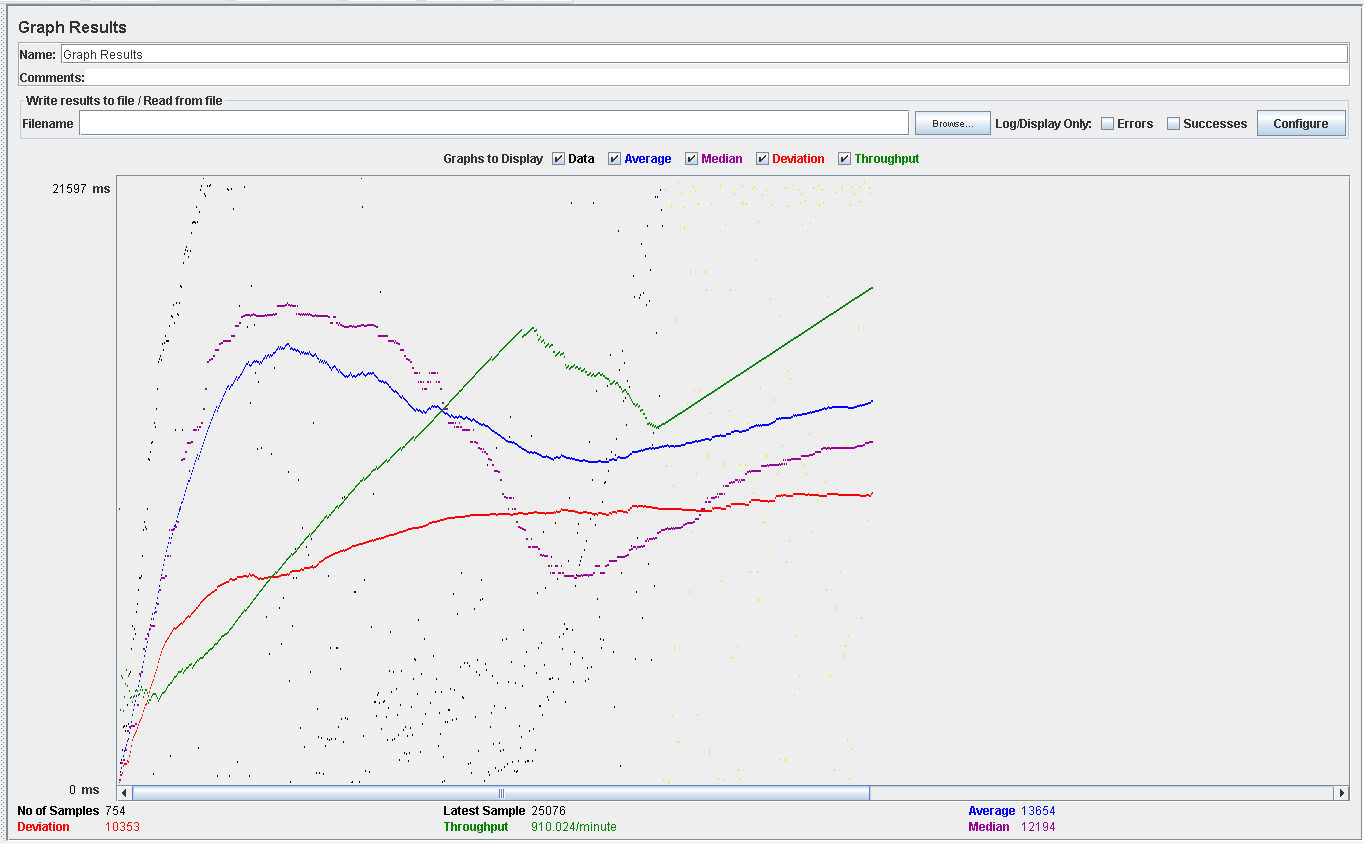 Graph Results
Name: Graph Results
Comments:
Write results to file / Read from file
Filename Browse... Log/Display Only: Errors Successes Configure
Graphs to Display Data Average Median Deviation Throughput
21597 ms
0 ms
No of Samples 754 Latest Sample 25076 Average 13654
Deviation 10353 Throughput 910.024/minute Median 12194